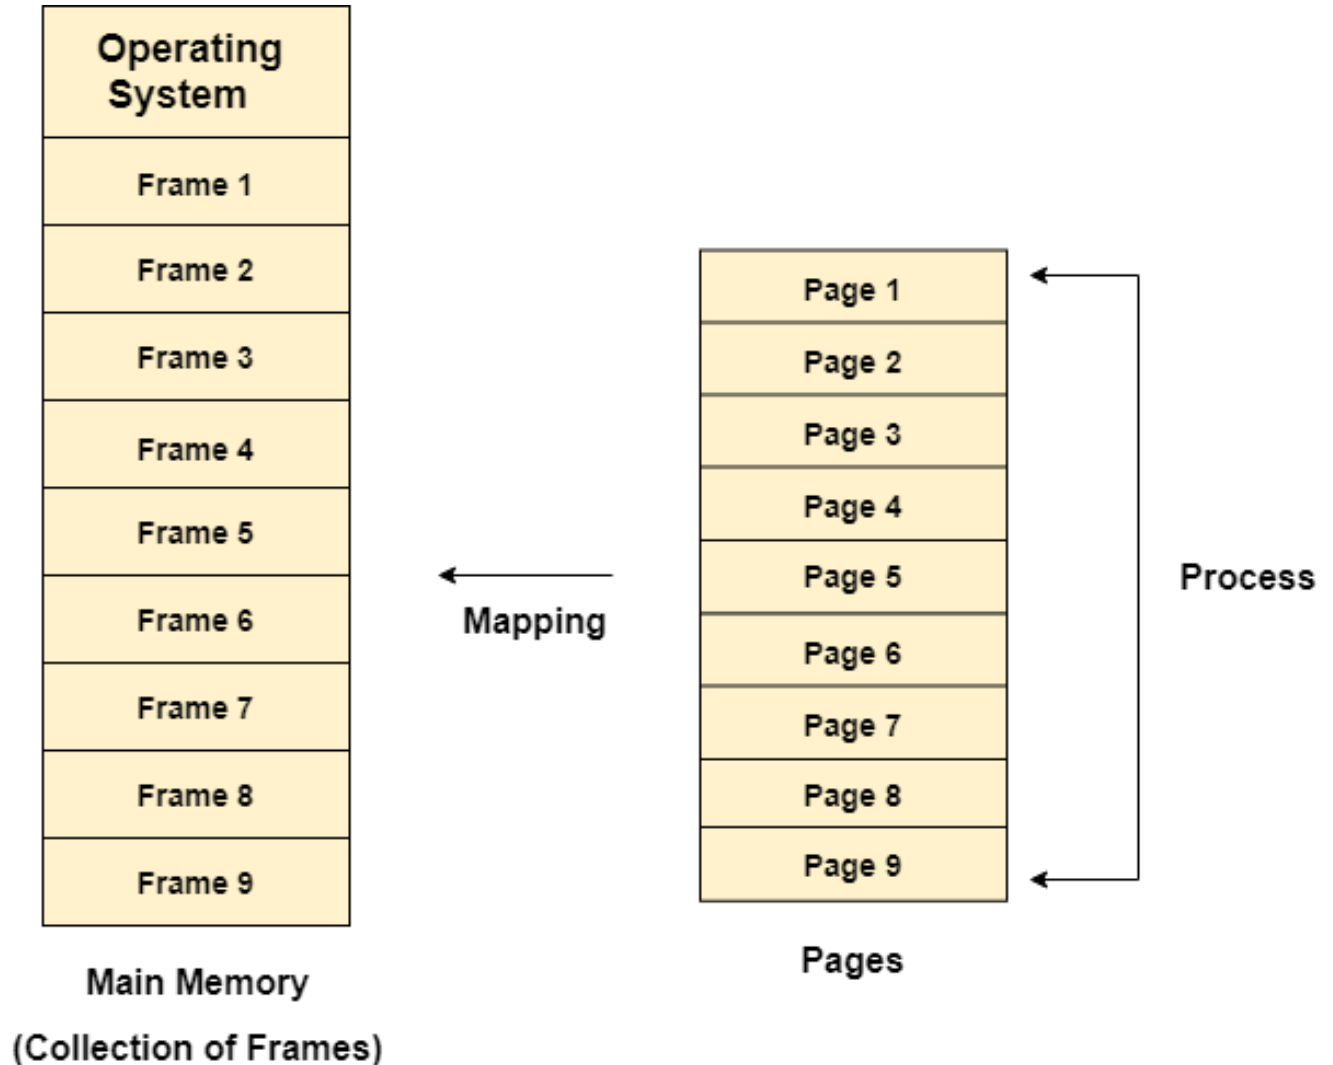 Operating
System
Frame 1
Frame 2
Frame 3
Frame 4
Frame 5
Frame 6
Frame 7
Frame 8
Frame 9
Main Memory
(Collection of Frames)
Mapping
Page 1
Page 2
Page 3
Page 4
Page 5
Page 6
Page 7
Page 8
Page 9
Pages
Process